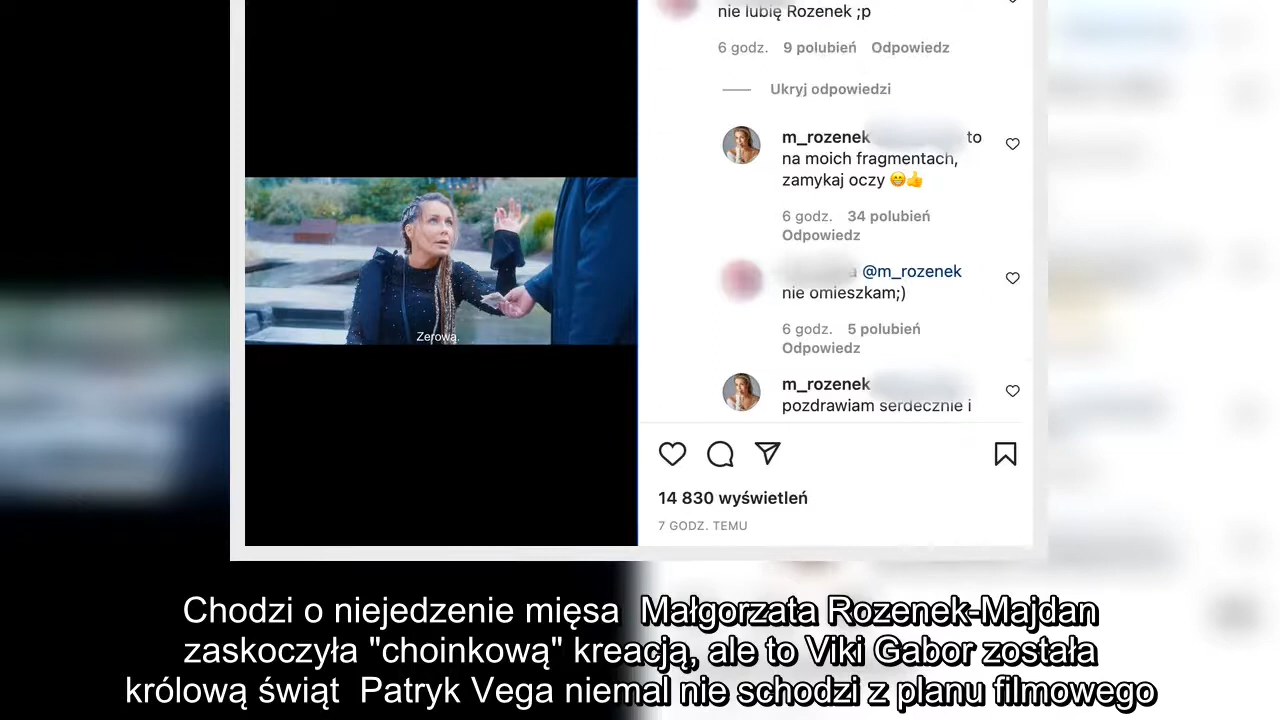 nie lubię Rozenek ;p
6 godz. 9 polubień Odpowiedz
Ukryj odpowiedzi
m_rozenek to
na moich fragmentach,
zamykaj oczy 😁👍
6 godz. 34 polubień
Odpowiedz
a @m_rozenek
nie omieszkam;)
6 godz. 5 polubień
Odpowiedz
m_rozenek
pozdrawiam serdecznie i
Zerową.
14 830 wyświetleń
7 GODZ. TEMU
Chodzi o niejedzenie mięsa Małgorzata Rozenek-Majdan
zaskoczyła "choinkową" kreacją, ale to Viki Gabor została
królową świąt Patryk Vega niemal nie schodzi z planu filmowego